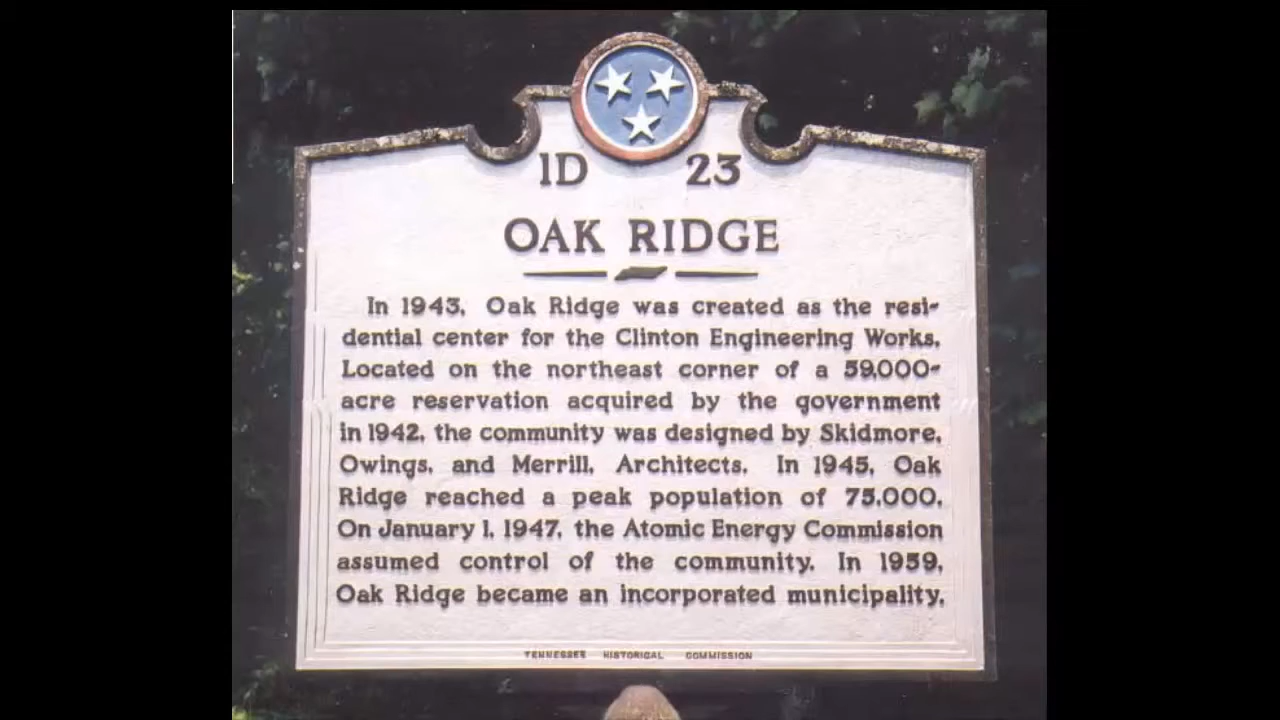 1D 23
OAK RIDGE
In 1943, Oak Ridge was created as the resi-
dential center for the Clinton Engineering Works.
Located on the northeast corner of a 59,000-
acre reservation acquired by the government
in 1942, the community was designed by Skidmore,
Owings, and Merrill, Architects. In 1945, Oak
Ridge reached a peak population of 75,000.
On January 1, 1947, the Atomic Energy Commission
assumed control of the community. In 1959,
Oak Ridge became an incorporated municipality.
TENNESSEE HISTORICAL COMMISSION